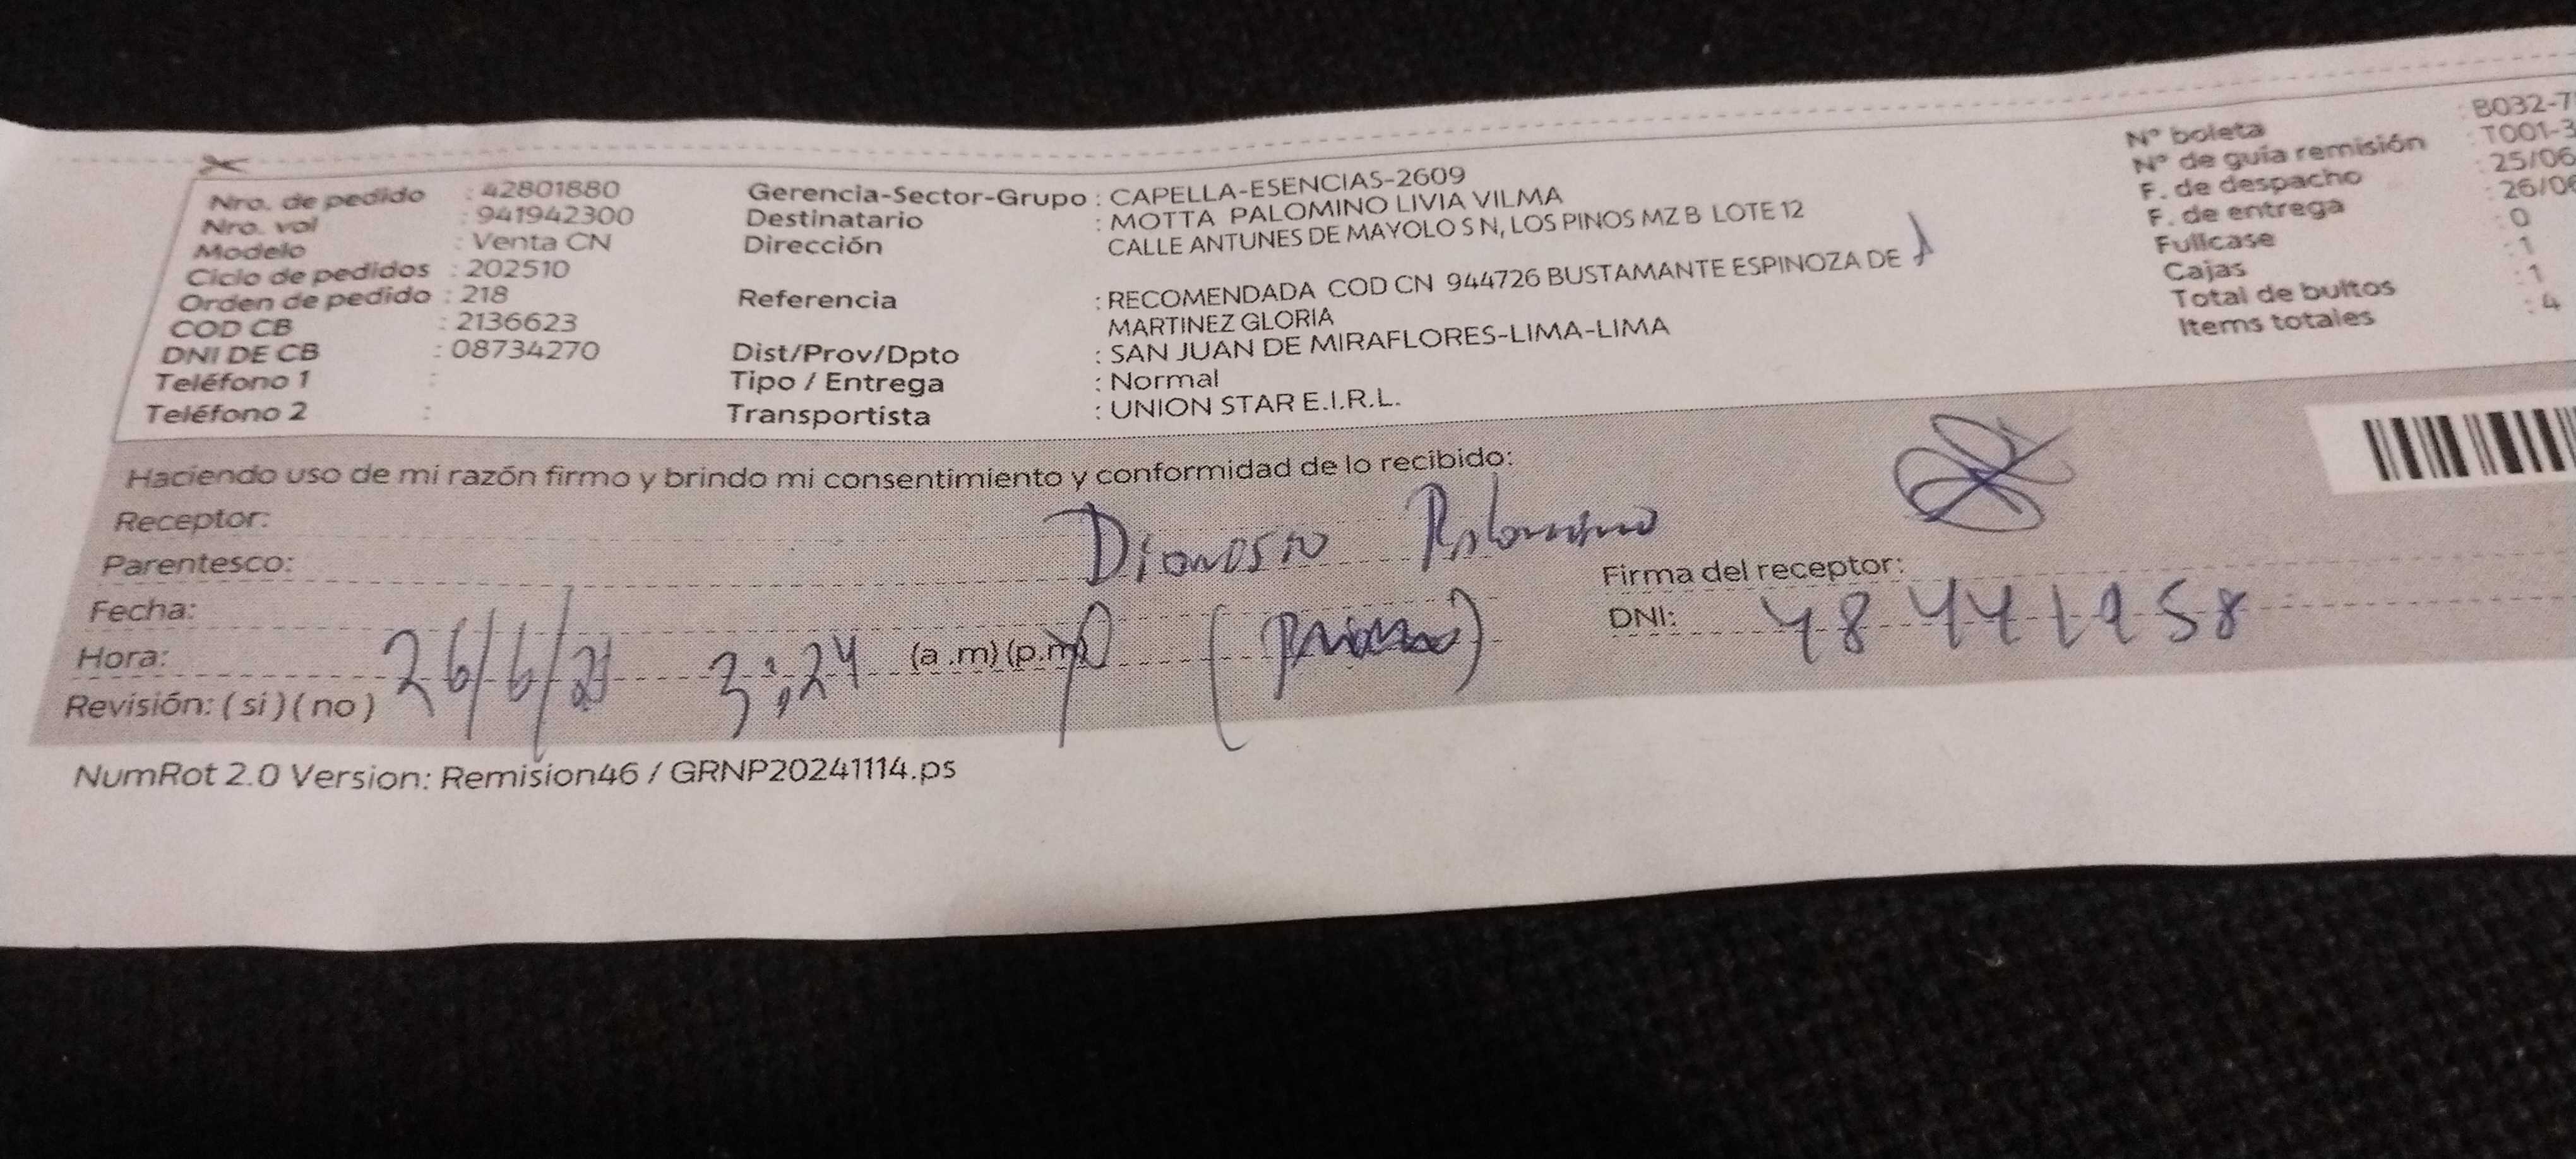 Nro. de pedido : 42801880
Nro. vol : 941942300
Modelo : Venta CN
Ciclo de pedidos : 202510
Orden de pedido : 218
COD CB : 2136623
DNI DE CB : 08734270
Teléfono 1 :
Teléfono 2 :
Gerencia-Sector-Grupo : CAPELLA-ESENCIAS-2609
Destinatario : MOTTA PALOMINO LIVIA VILMA
Dirección CALLE ANTUNES DE MAYOLO S N, LOS PINOS MZ B LOTE 12
Referencia : RECOMENDADA COD CN 944726 BUSTAMANTE ESPINOZA DE
MARTINEZ GLORIA
Dist/Prov/Dpto : SAN JUAN DE MIRAFLORES-LIMA-LIMA
Tipo / Entrega : Normal
Transportista : UNION STAR E.I.R.L.
N° boleta : B032-7
N° de guía remisión : T001-3
F. de despacho : 25/06
F. de entrega : 26/06
Fullcase : 0
Cajas : 1
Total de bultos : 1
Items totales : 4
Haciendo uso de mi razón firmo y brindo mi consentimiento y conformidad de lo recibido:
Receptor: Dionosio Palomino
Parentesco: (primo)
Fecha: 26/6/
Hora: 3:24 (a .m) (p.m)
Revisión: ( si ) ( no )
Firma del receptor:
DNI: 48441958
NumRot 2.0 Version: Remision46 / GRNP20241114.ps